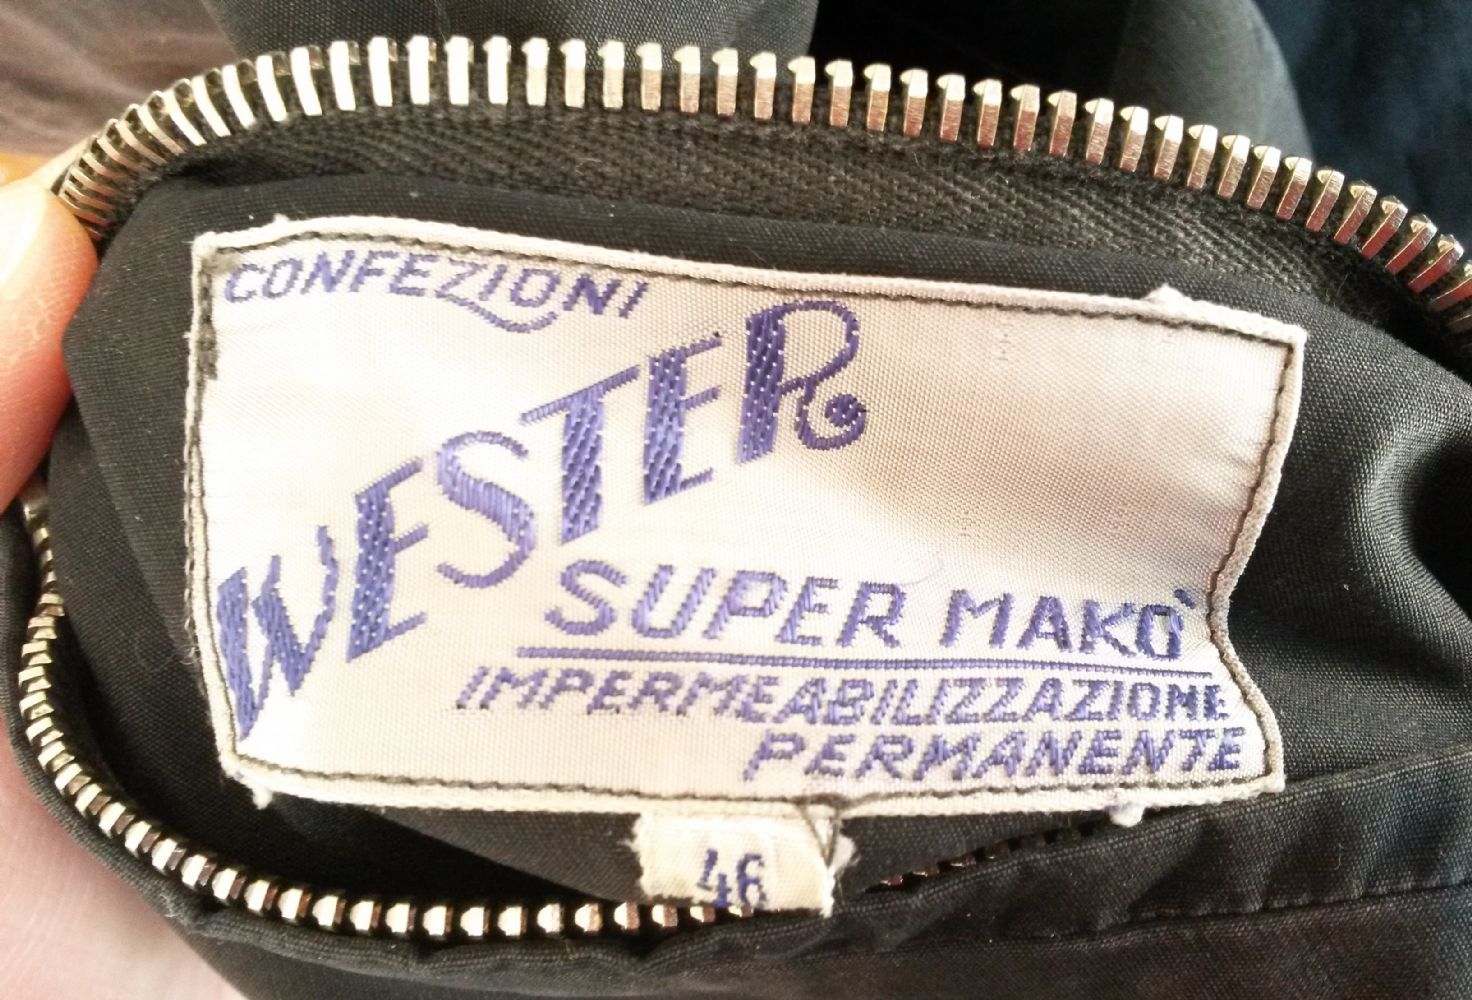 CONFEZIONI
WESTER
SUPER MAKÒ
IMPERMEABILIZZAZIONE
PERMANENTE
46